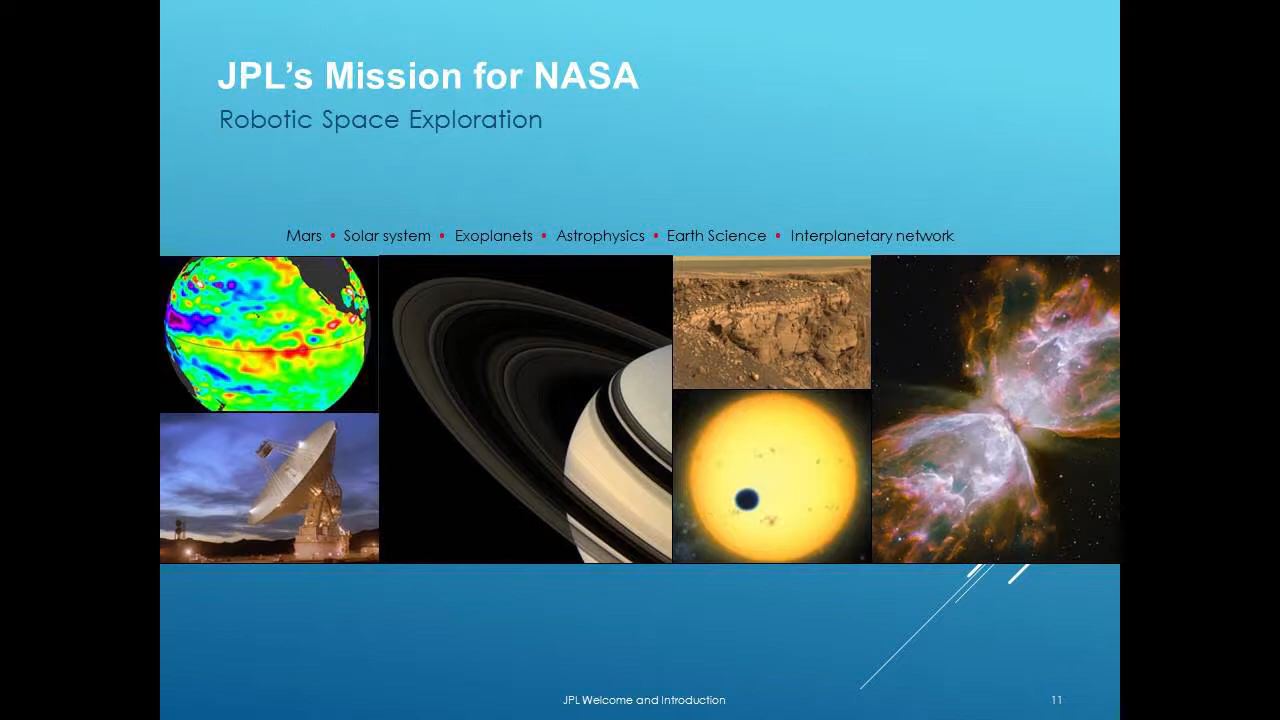 JPL’s Mission for NASA
Robotic Space Exploration
Mars • Solar system • Exoplanets • Astrophysics • Earth Science • Interplanetary network
JPL Welcome and Introduction
11